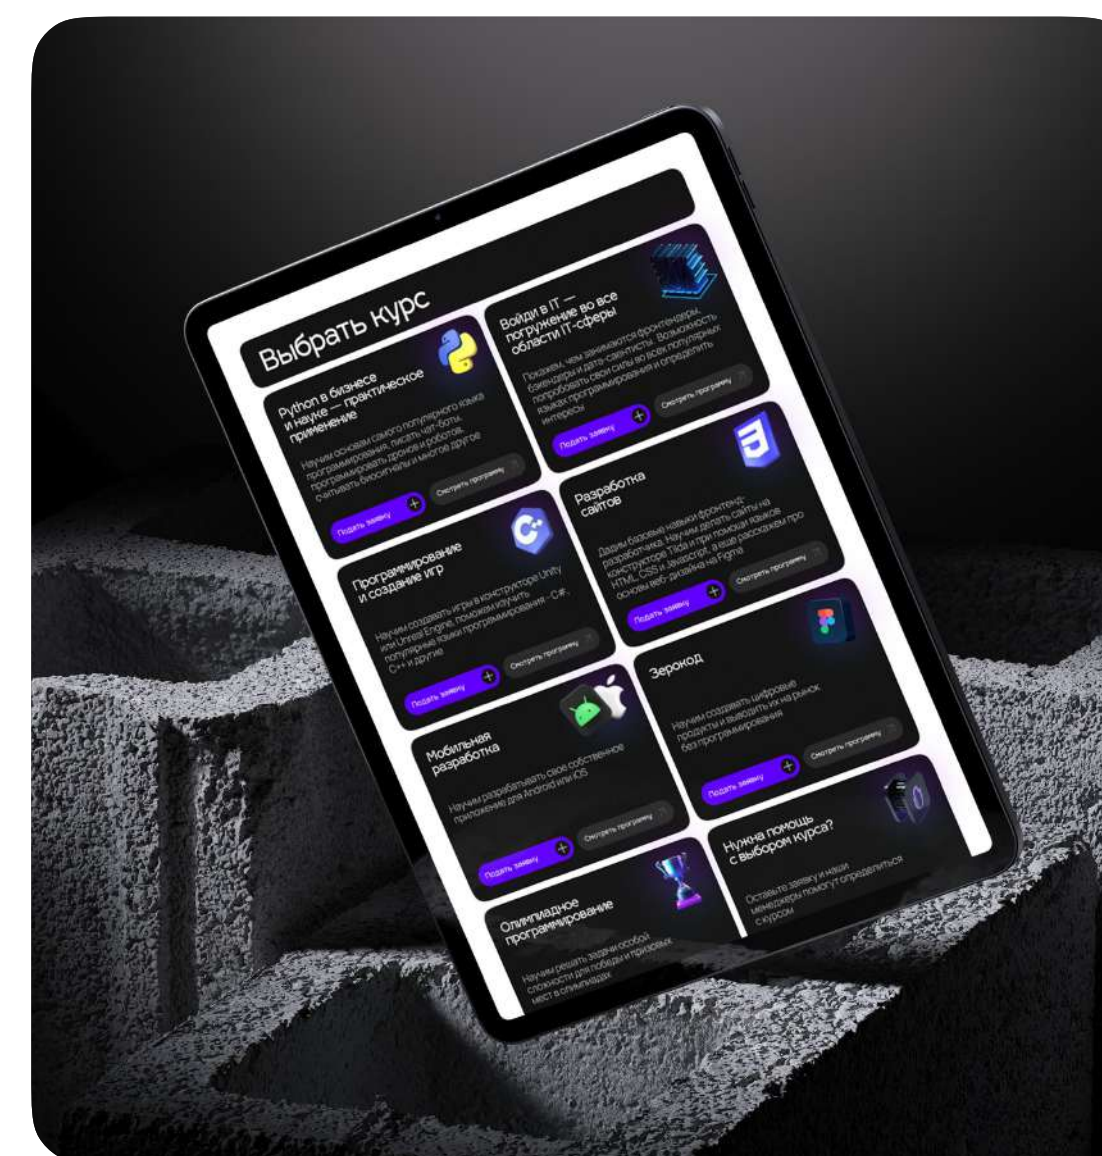 Выбрать курс
Python в бизнесе
и науке — практическое
применение
Научим основам самого популярного языка
программирования, писать чат-боты,
программировать дронов и роботов,
считывать биосигналы и многое другое
Подать заявку
Смотреть программу
Войди в IT —
погружение во все
области IT-сферы
Покажем, чем занимаются фронтендеры,
бэкендеры и дата-саентисты. Возможность
попробовать свои силы во всех популярных
языках программирования и определить
интересы
Подать заявку
Смотреть программу
Программирование
и создание игр
Научим создавать игры в конструкторе Unity
или Unreal Engine, поможем изучить
популярные языки программирования - C#,
C++ и другие
Подать заявку
Смотреть программу
Разработка
сайтов
Дадим базовые навыки фронтенд-
разработчика. Научим делать сайты на
конструкторе Tilda и при помощи языков
HTML, CSS и Javascript, а еще расскажем про
основы веб-дизайна на Figma
Подать заявку
Смотреть программу
Мобильная
разработка
Научим разрабатывать свое собственное
приложение для Android или iOS
Подать заявку
Смотреть программу
Зерокод
Научим создавать цифровые
продукты и выводить их на рынок
без программирования
Подать заявку
Смотреть программу
Олимпиадное
программирование
Научим решать задачи особой
сложности для победы и призовых
мест в олимпиадах
Нужна помощь
с выбором курса?
Оставьте заявку и наши
менеджеры помогут определиться
с курсом